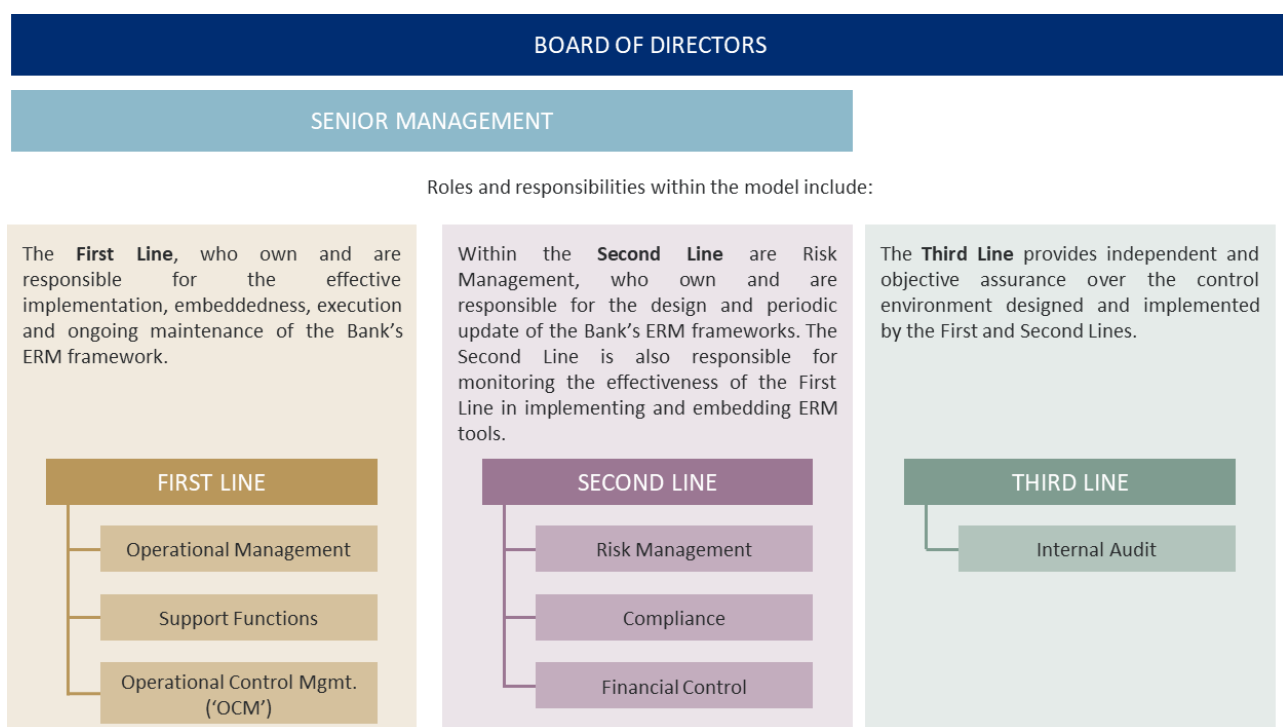 BOARD OF DIRECTORS
SENIOR MANAGEMENT
Roles and responsibilities within the model include:
The First Line, who own and are
responsible for the effective
implementation, embeddedness, execution
and ongoing maintenance of the Bank's
ERM framework.
Within the Second Line are Risk
Management, who own and are
responsible for the design and periodic
update of the Bank's ERM frameworks. The
Second Line is also responsible for
monitoring the effectiveness of the First
Line in implementing and embedding ERM
tools.
The Third Line provides independent and
objective assurance over the control
environment designed and implemented
by the First and Second Lines.
FIRST LINE
Operational Management
Support Functions
Operational Control Mgmt.
('OCM')
SECOND LINE
Risk Management
Compliance
Financial Control
THIRD LINE
Internal Audit